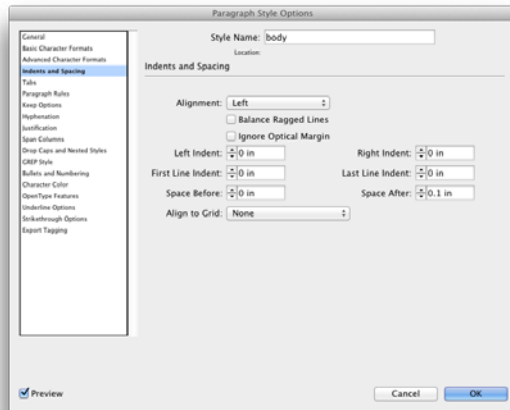 Paragraph Style Options
General
Basic Character Formats
Advanced Character Formats
Indents and Spacing
Tabs
Paragraph Rules
Keep Options
Hyphenation
Justification
Span Columns
Drop Caps and Nested Styles
GREP Style
Bullets and Numbering
Character Color
OpenType Features
Underline Options
Strikethrough Options
Export Tagging
Style Name: body
Location:
Indents and Spacing
Alignment: Left
Balance Ragged Lines
Ignore Optical Margin
Left Indent: 0 in Right Indent: 0 in
First Line Indent: 0 in Last Line Indent: 0 in
Space Before: 0 in Space After: 0.1 in
Align to Grid: None
Preview Cancel OK